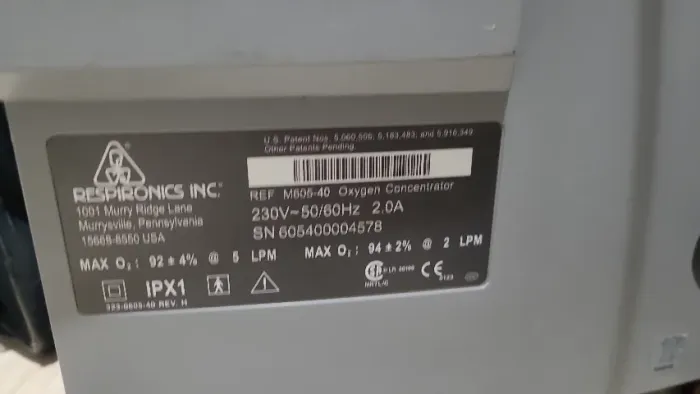 U.S. Patent Nos. 5,060,506; 5,183,483; and 5,916,349
Other Patents Pending
RESPIRONICS INC.
1001 Murry Ridge Lane
Murrysville, Pennsylvania
15668-8550 USA
REF M605-40 Oxygen Concentrator
230V~50/60Hz 2.0A
SN 605400004578
MAX O₂: 92 ± 4% @ 5 LPM
MAX O₂: 94 ± 2% @ 2 LPM
IPX1
NRTL/C
CE
0123
323-0605-40 REV. H